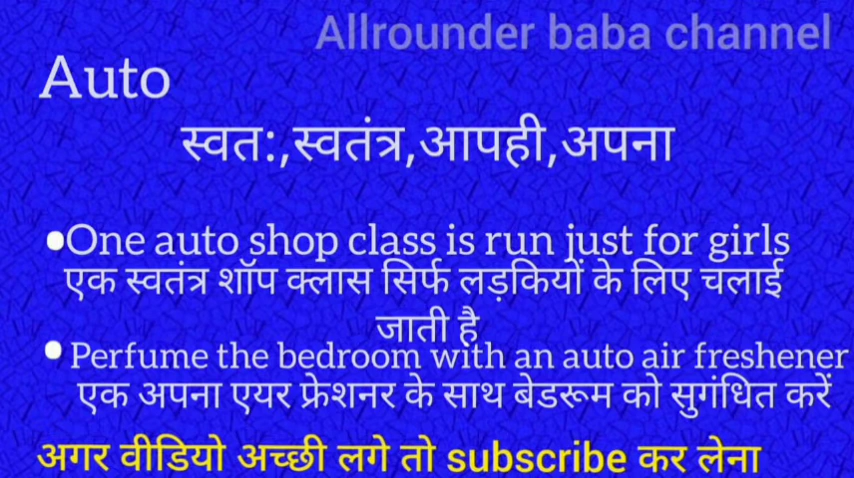 Allrounder baba channel
Auto
स्वत:,स्वतंत्र,आपही,अपना
•One auto shop class is run just for girls
एक स्वतंत्र शॉप क्लास सिर्फ लड़कियों के लिए चलाई
जाती है
• Perfume the bedroom with an auto air freshener
एक अपना एयर फ्रेशनर के साथ बेडरूम को सुगंधित करें
अगर वीडियो अच्छी लगे तो subscribe कर लेना